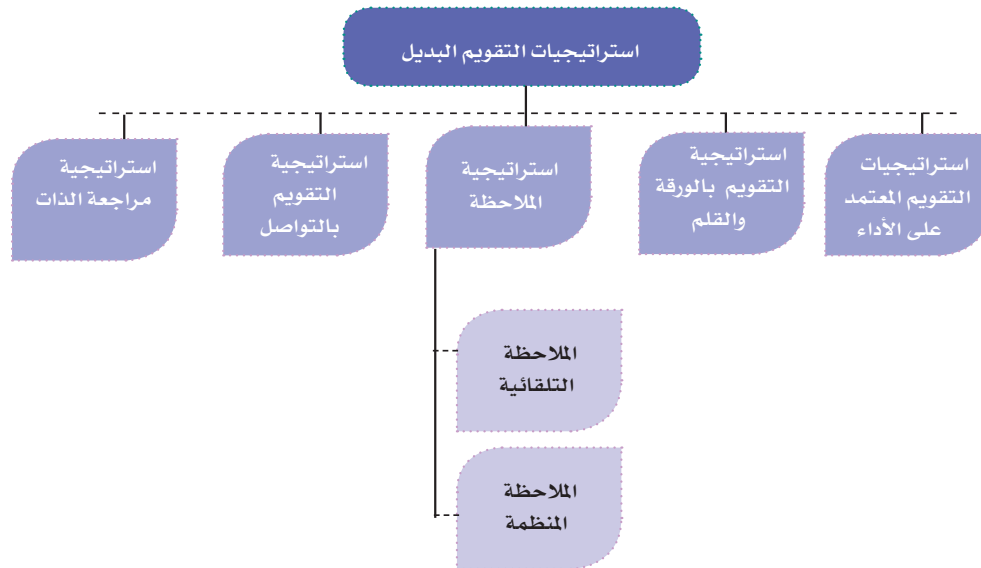 استراتيجيات التقويم البديل
استراتيجيات
التقويم المعتمد
على الأداء
استراتيجية
التقويم بالورقة
والقلم
استراتيجية
الملاحظة
استراتيجية
التقويم
بالتواصل
استراتيجية
مراجعة الذات
الملاحظة
التلقائية
الملاحظة
المنظمة